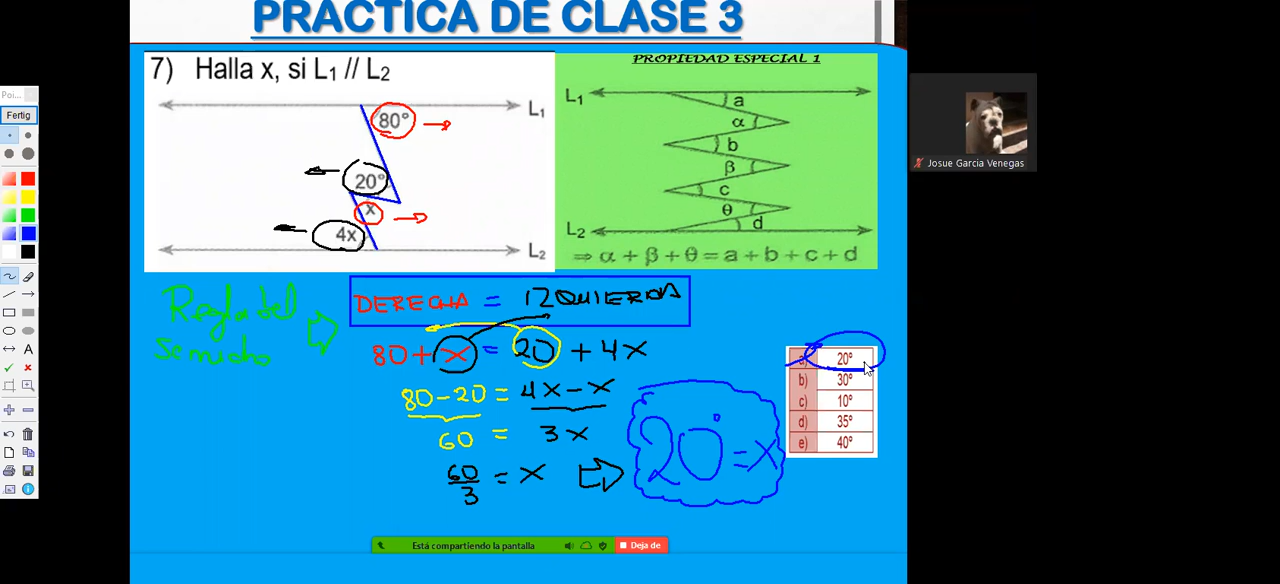 PRACTICA DE CLASE 3
7) Halla x, si L₁ // L₂
PROPIEDAD ESPECIAL 1
L₁
80°
20°
x
4x
L₂
L₁
a
α
b
β
c
θ
d
L₂
⇒ α + β + θ = a + b + c + d
Fertig
A
Josue Garcia Venegas
Regla del
Semicho
DERECHA = IZQUIERDA
80 + x = 20 + 4x
80 - 20 = 4x - x
60 = 3x
60/3 = x
20° = x
a) 20°
b) 30°
c) 10°
d) 35°
e) 40°
Está compartiendo la pantalla
Deja de